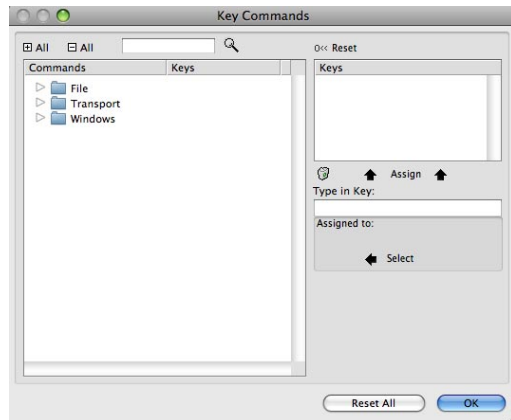 Key Commands
All All
0<< Reset
Commands Keys
File
Transport
Windows
Keys
Assign
Type in Key:
Assigned to:
Select
Reset All OK